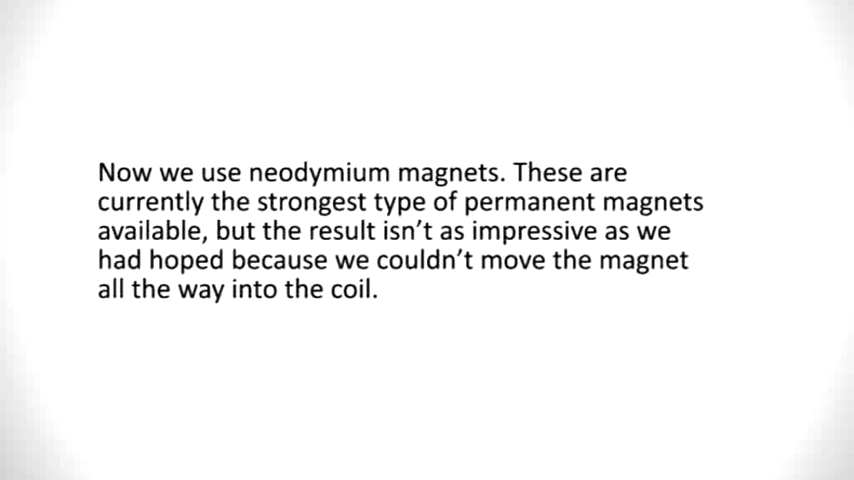 Now we use neodymium magnets. These are
currently the strongest type of permanent magnets
available, but the result isn’t as impressive as we
had hoped because we couldn’t move the magnet
all the way into the coil.